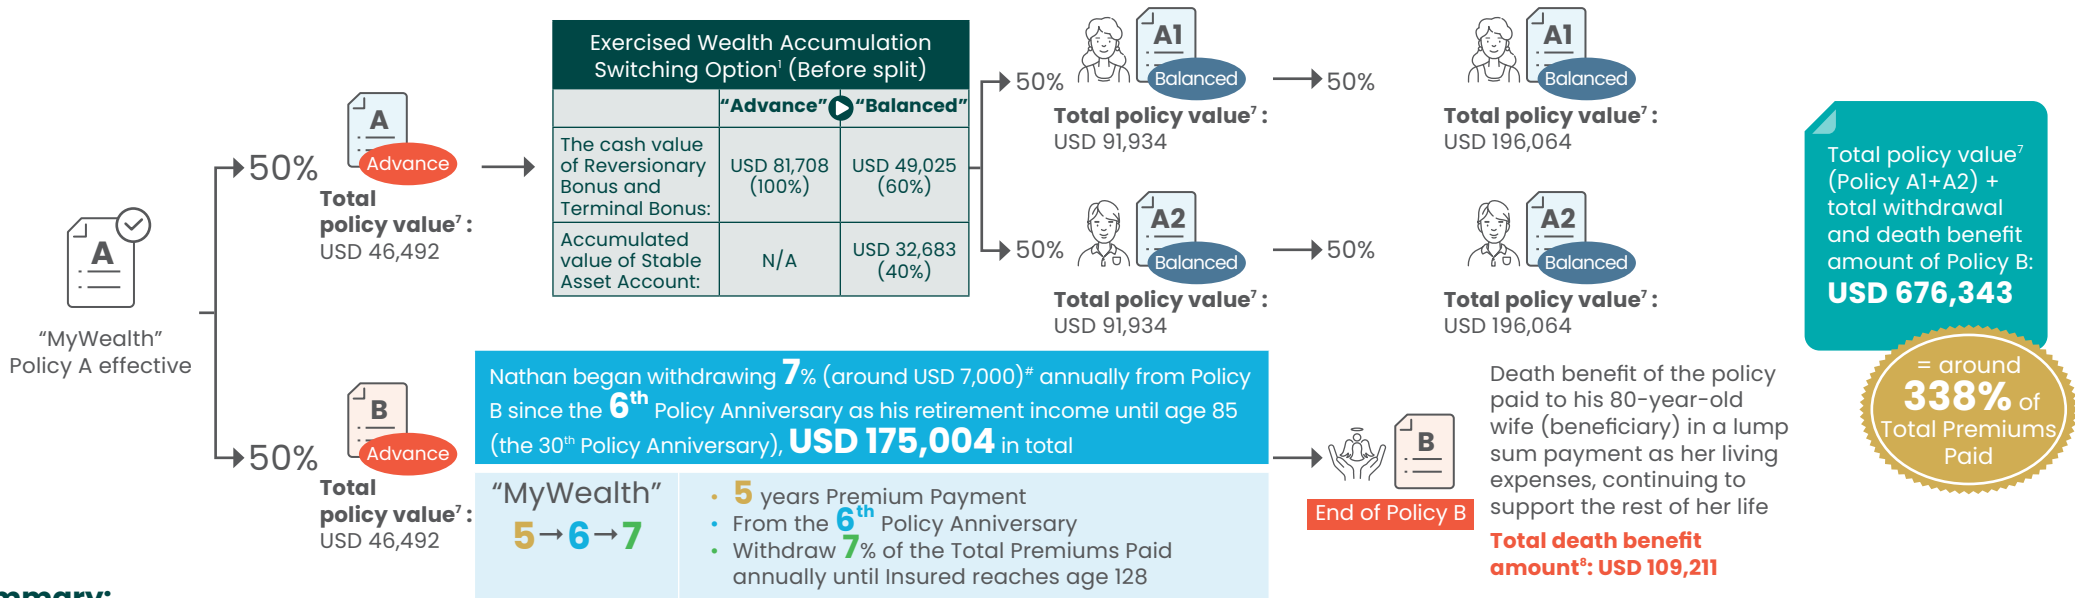 A
"MyWealth"
Policy A effective
50%
A
Advance
Total
policy value⁷ :
USD 46,492
50%
B
Advance
Total
policy value⁷ :
USD 46,492
Exercised Wealth Accumulation
Switching Option¹ (Before split)
"Advance" "Balanced"
The cash value
of Reversionary
Bonus and
Terminal Bonus:
USD 81,708
(100%)
USD 49,025
(60%)
Accumulated
value of Stable
Asset Account:
N/A
USD 32,683
(40%)
50%
A1
Balanced
Total policy value⁷ :
USD 91,934
50%
A1
Balanced
Total policy value⁷ :
USD 196,064
50%
A2
Balanced
Total policy value⁷ :
USD 91,934
50%
A2
Balanced
Total policy value⁷ :
USD 196,064
Nathan began withdrawing 7% (around USD 7,000)# annually from Policy
B since the 6th Policy Anniversary as his retirement income until age 85
(the 30th Policy Anniversary), USD 175,004 in total
"MyWealth"
5→6→7
• 5 years Premium Payment
• From the 6th Policy Anniversary
• Withdraw 7% of the Total Premiums Paid
annually until Insured reaches age 128
B
End of Policy B
Death benefit of the policy
paid to his 80-year-old
wife (beneficiary) in a lump
sum payment as her living
expenses, continuing to
support the rest of her life
Total death benefit
amount⁸: USD 109,211
Total policy value⁷
(Policy A1+A2) +
total withdrawal
and death benefit
amount of Policy B:
USD 676,343
= around
338% of
Total Premiums
Paid